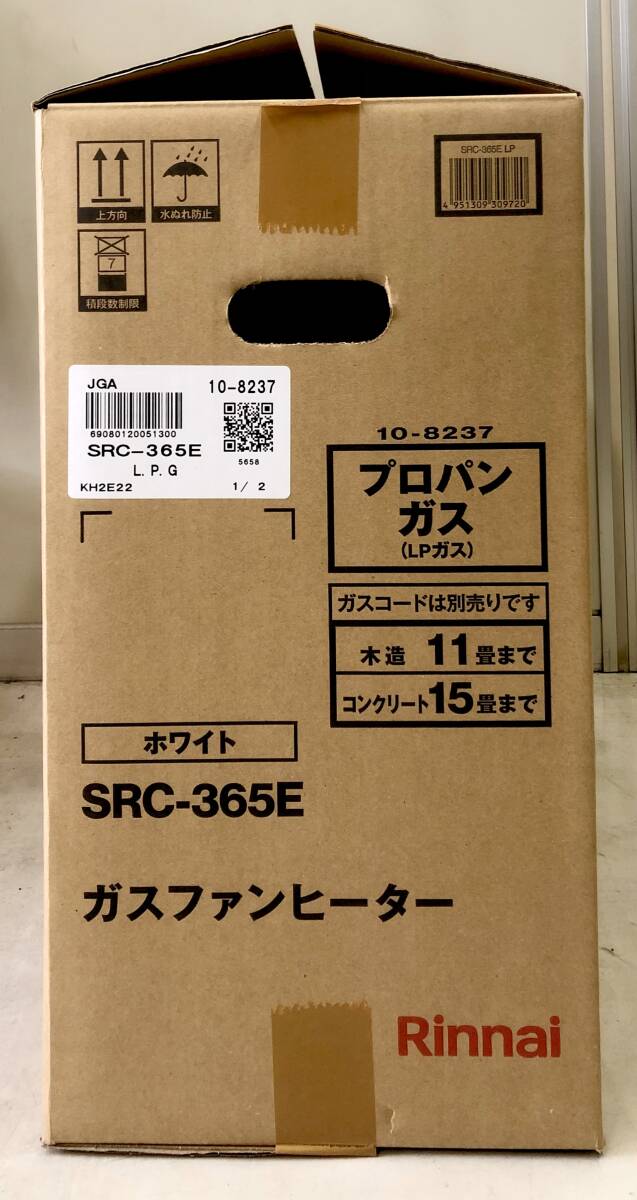 上方向
水ぬれ防止
7
積段数制限
SRC-365E LP
4 951309 309720
JGA
10-8237
69080120051300
SRC-365E
5658
L.P.G
KH2E22
1/ 2
10-8237
プロパン
ガス
(LPガス)
ガスコードは別売りです
木造 11畳まで
コンクリート15畳まで
ホワイト
SRC-365E
ガスファンヒーター
Rinnai